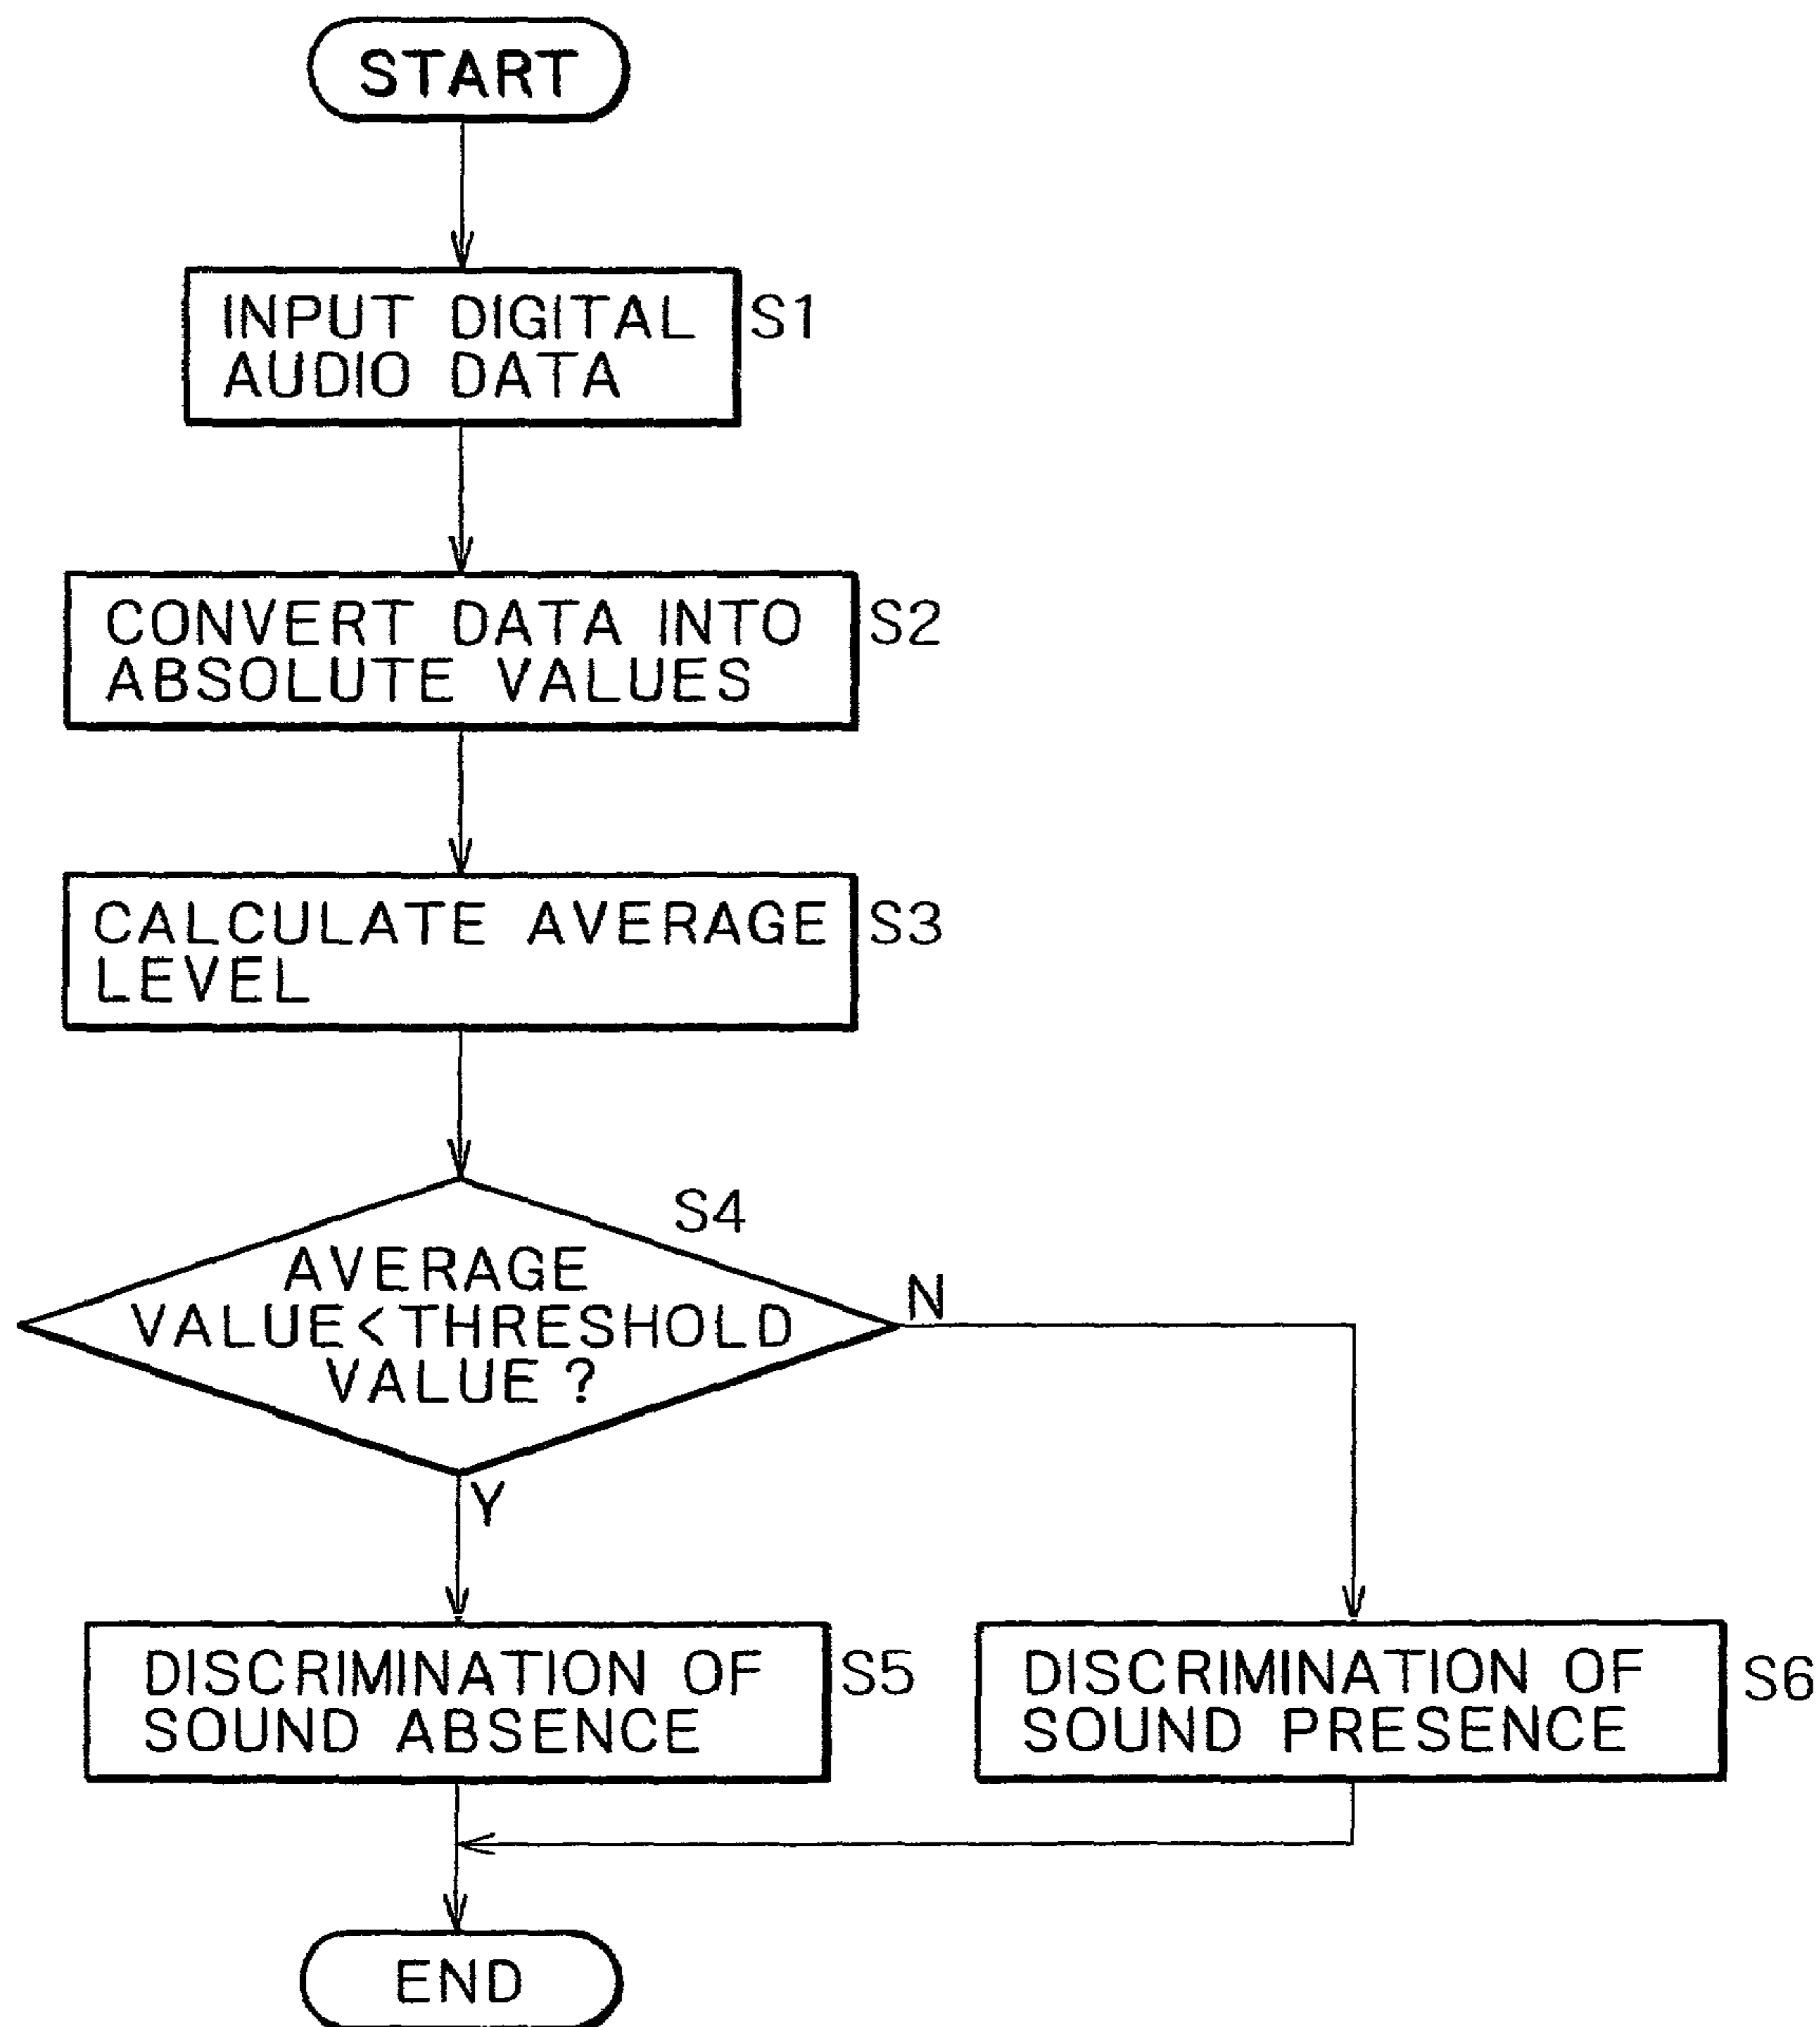 START
INPUT DIGITAL
AUDIO DATA
S1
CONVERT DATA INTO
ABSOLUTE VALUES
S2
CALCULATE AVERAGE
LEVEL
S3
S4
AVERAGE
VALUE<THRESHOLD
VALUE ?
N
Y
DISCRIMINATION OF
SOUND ABSENCE
S5
DISCRIMINATION OF
SOUND PRESENCE
S6
END